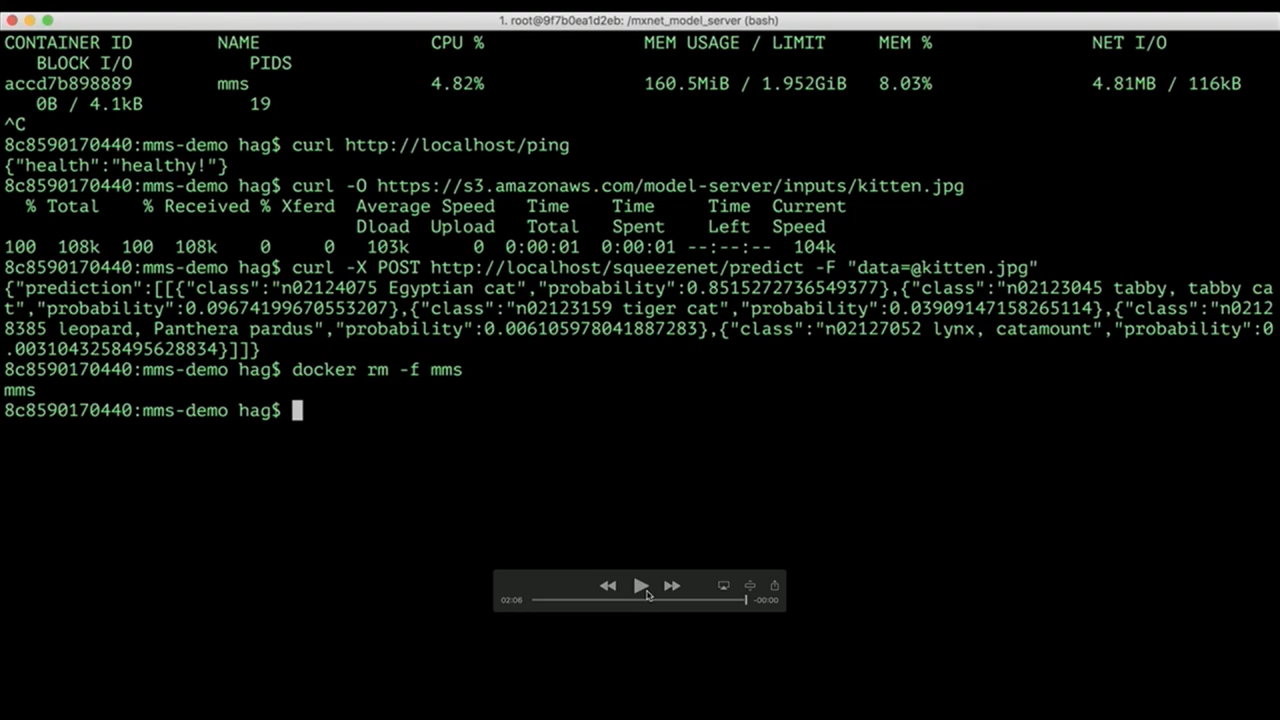 1. root@9f7b0ea1d2eb: /mxnet_model_server (bash)
CONTAINER ID NAME CPU % MEM USAGE / LIMIT MEM % NET I/O
BLOCK I/O PIDS
accd7b898889 mms 4.82% 160.5MiB / 1.952GiB 8.03% 4.81MB / 116kB
0B / 4.1kB 19
^C
8c8590170440:mms-demo hag$ curl http://localhost/ping
{"health":"healthy!"}
8c8590170440:mms-demo hag$ curl -O https://s3.amazonaws.com/model-server/inputs/kitten.jpg
% Total % Received % Xferd Average Speed Time Time Time Current
Dload Upload Total Spent Left Speed
100 108k 100 108k 0 0 103k 0 0:00:01 0:00:01 --:--:-- 104k
8c8590170440:mms-demo hag$ curl -X POST http://localhost/squeezenet/predict -F "data=@kitten.jpg"
{"prediction":[[{"class":"n02124075 Egyptian cat","probability":0.8515272736549377},{"class":"n02123045 tabby, tabby ca
t","probability":0.09674199670553207},{"class":"n02123159 tiger cat","probability":0.03909147158265114},{"class":"n0212
8385 leopard, Panthera pardus","probability":0.006105978041887283},{"class":"n02127052 lynx, catamount","probability":0
.0031043258495628834}]]}
8c8590170440:mms-demo hag$ docker rm -f mms
mms
8c8590170440:mms-demo hag$
02:06 -00:00